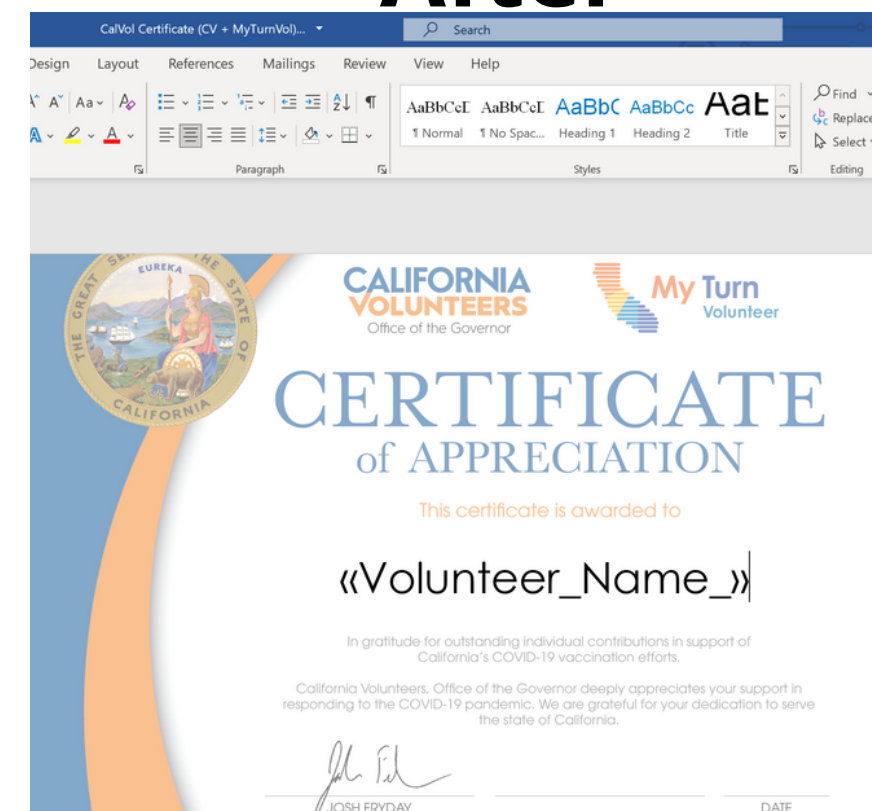 After
CalVol Certificate (CV + MyTurnVol)...
Search
Design Layout References Mailings Review View Help
Aa
AaBbCcD AaBbCcD AaBbC AaBbCc AaB
¶ Normal ¶ No Spac... Heading 1 Heading 2 Title
Find
Replace
Select
Paragraph Styles Editing
THE GREAT SEAL OF THE STATE OF CALIFORNIA
EUREKA
CALIFORNIA
VOLUNTEERS
Office of the Governor
My Turn
Volunteer
CERTIFICATE
of APPRECIATION
This certificate is awarded to
«Volunteer_Name_»
In gratitude for outstanding individual contributions in support of
California's COVID-19 vaccination efforts.
California Volunteers, Office of the Governor deeply appreciates your support in
responding to the COVID-19 pandemic. We are grateful for your dedication to serve
the state of California.
JOSH FRYDAY
DATE